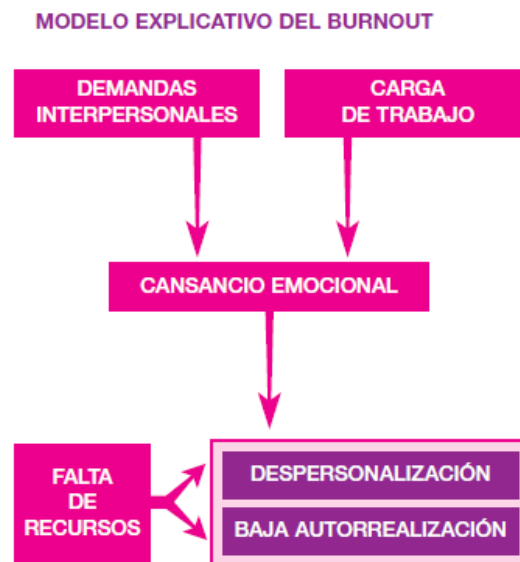 MODELO EXPLICATIVO DEL BURNOUT
DEMANDAS
INTERPERSONALES
CARGA
DE TRABAJO
CANSANCIO EMOCIONAL
FALTA
DE
RECURSOS
DESPERSONALIZACIÓN
BAJA AUTORREALIZACIÓN